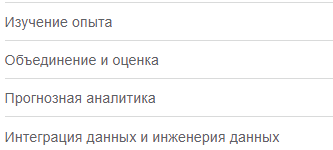 Изучение опыта
Объединение и оценка
Прогнозная аналитика
Интеграция данных и инженерия данных